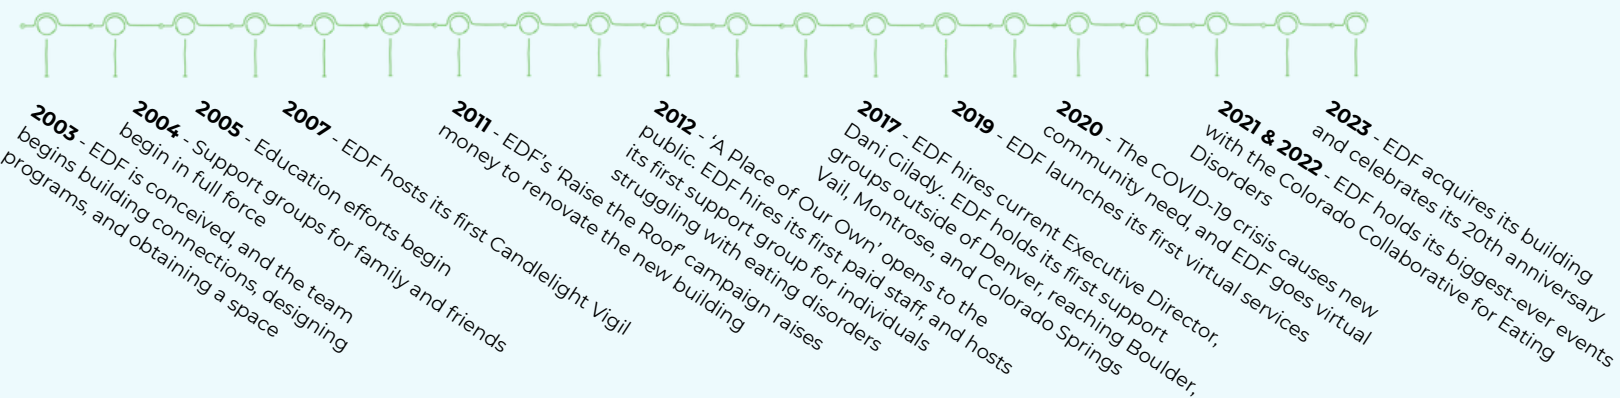 2003 - EDF is conceived, and the team
begins building connections, designing
programs, and obtaining a space
2004 - Support groups for family and friends
begin in full force
2005 - Education efforts begin
2007 - EDF hosts its first Candlelight Vigil
2011 - EDF's 'Raise the Roof' campaign raises
money to renovate the new building
2012 - 'A Place of Our Own' opens to the
public. EDF hires its first paid staff, and hosts
its first support group for individuals
struggling with eating disorders
2017 - EDF hires current Executive Director,
Dani Gilady.. EDF holds its first support
groups outside of Denver, reaching Boulder,
Vail, Montrose, and Colorado Springs
2019 - EDF launches its first virtual services
2020 - The COVID-19 crisis causes new
community need, and EDF goes virtual
2021 & 2022 - EDF holds its biggest-ever events
with the Colorado Collaborative for Eating
Disorders
2023 - EDF acquires its building
and celebrates its 20th anniversary